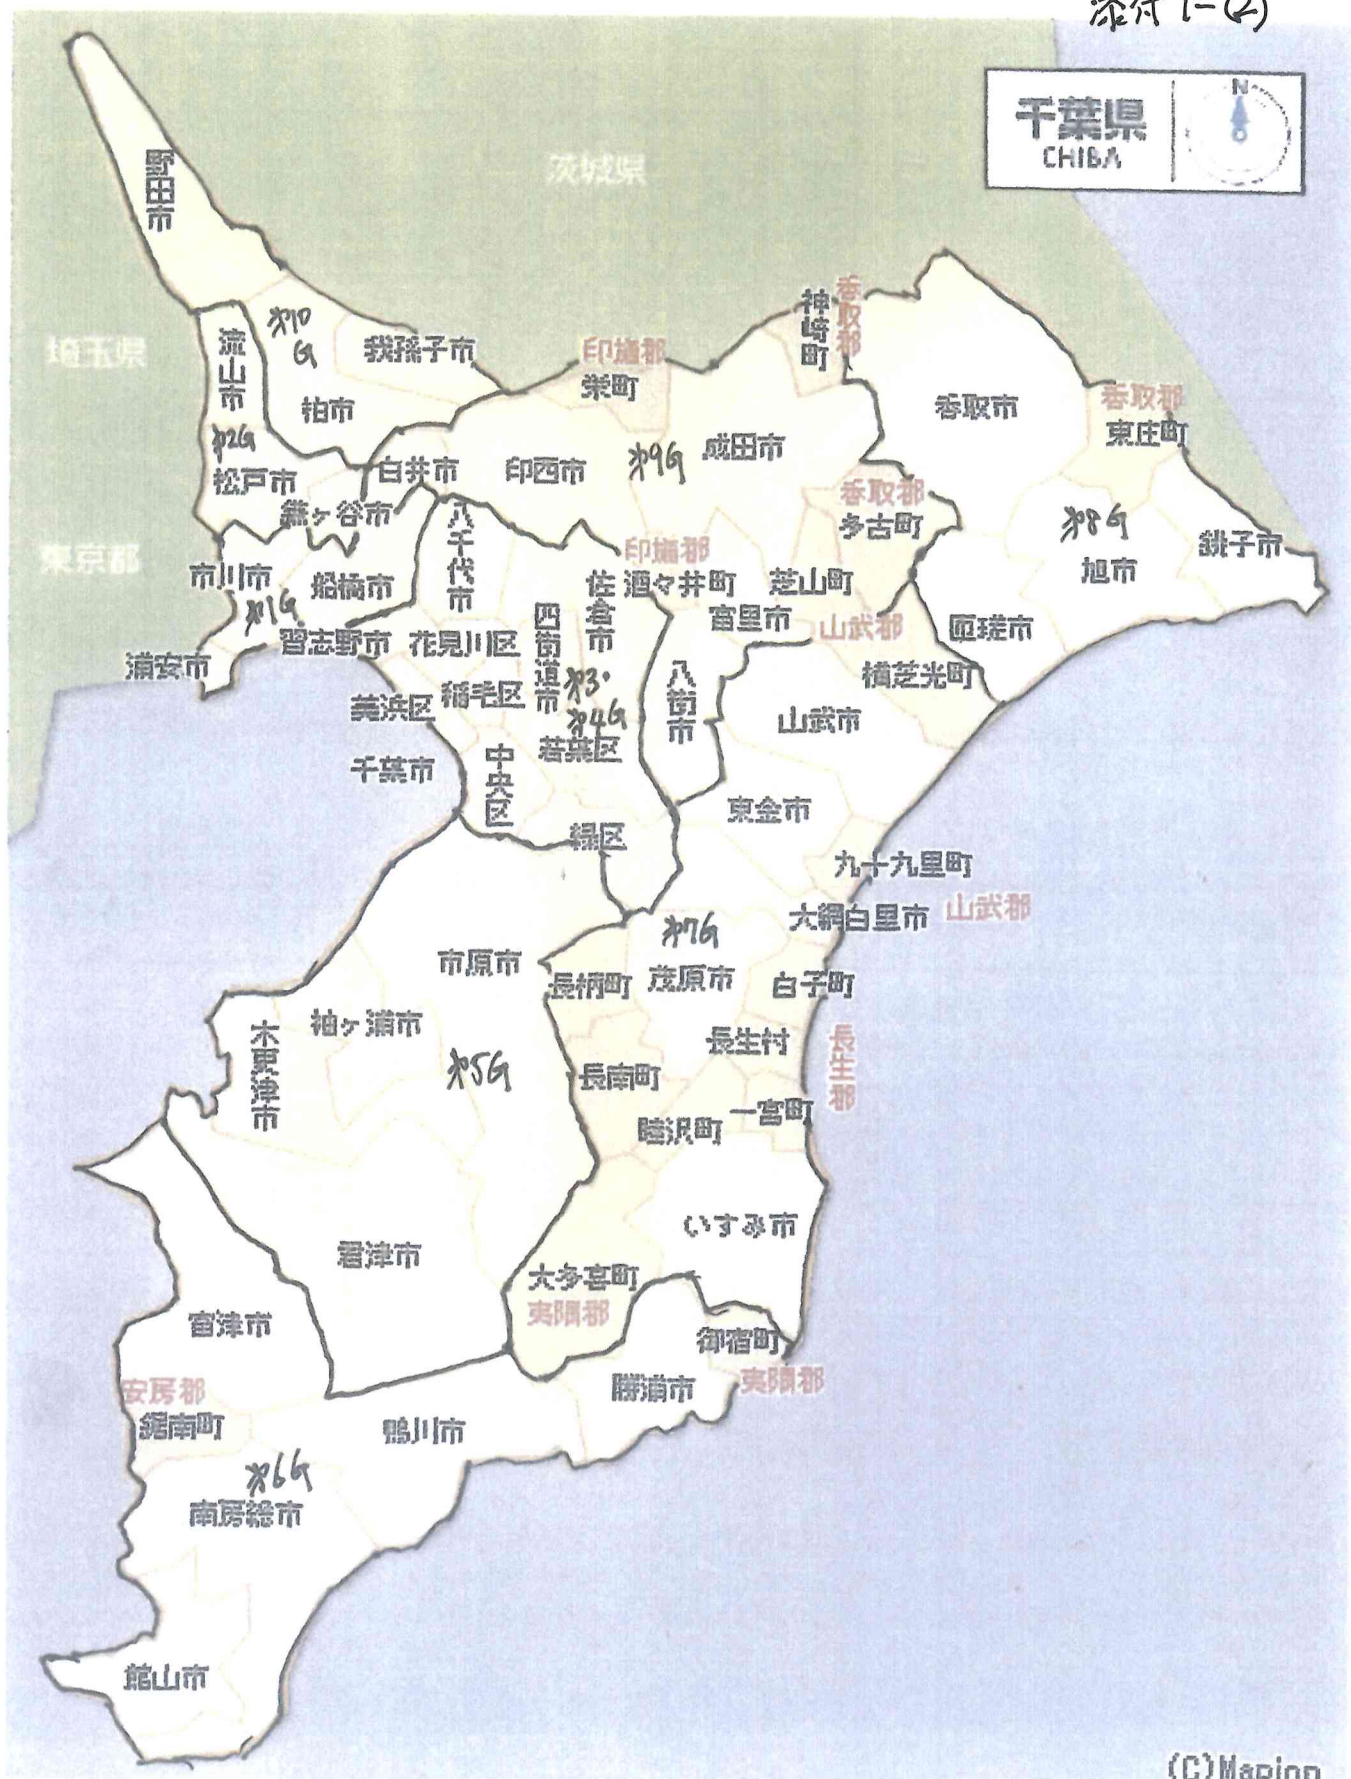 添付 1-(2)
千葉県
CHIBA
N
茨城県
埼玉県
東京都
野田市
流山市
第10
G
我孫子市
柏市
第2G
松戸市
鎌ヶ谷市
白井市
印旛郡
栄町
印西市
第9G
成田市
神崎町
香取郡
香取市
香取郡
東庄町
香取郡
多古町
第8G
旭市
銚子市
匝瑳市
市川市
船橋市
第1G
習志野市
浦安市
八千代市
花見川区
四街道市
佐倉市
印旛郡
酒々井町
富里市
芝山町
山武郡
横芝光町
美浜区
稲毛区
第3・
第4G
若葉区
八街市
山武市
千葉市
中央区
緑区
東金市
九十九里町
大網白里市
山武郡
市原市
長柄町
第7G
茂原市
白子町
袖ヶ浦市
木更津市
第5G
長生村
長生郡
長南町
一宮町
睦沢町
いすみ市
君津市
大多喜町
夷隅郡
富津市
御宿町
夷隅郡
勝浦市
安房郡
鋸南町
鴨川市
第6G
南房総市
館山市
(C)Mapion